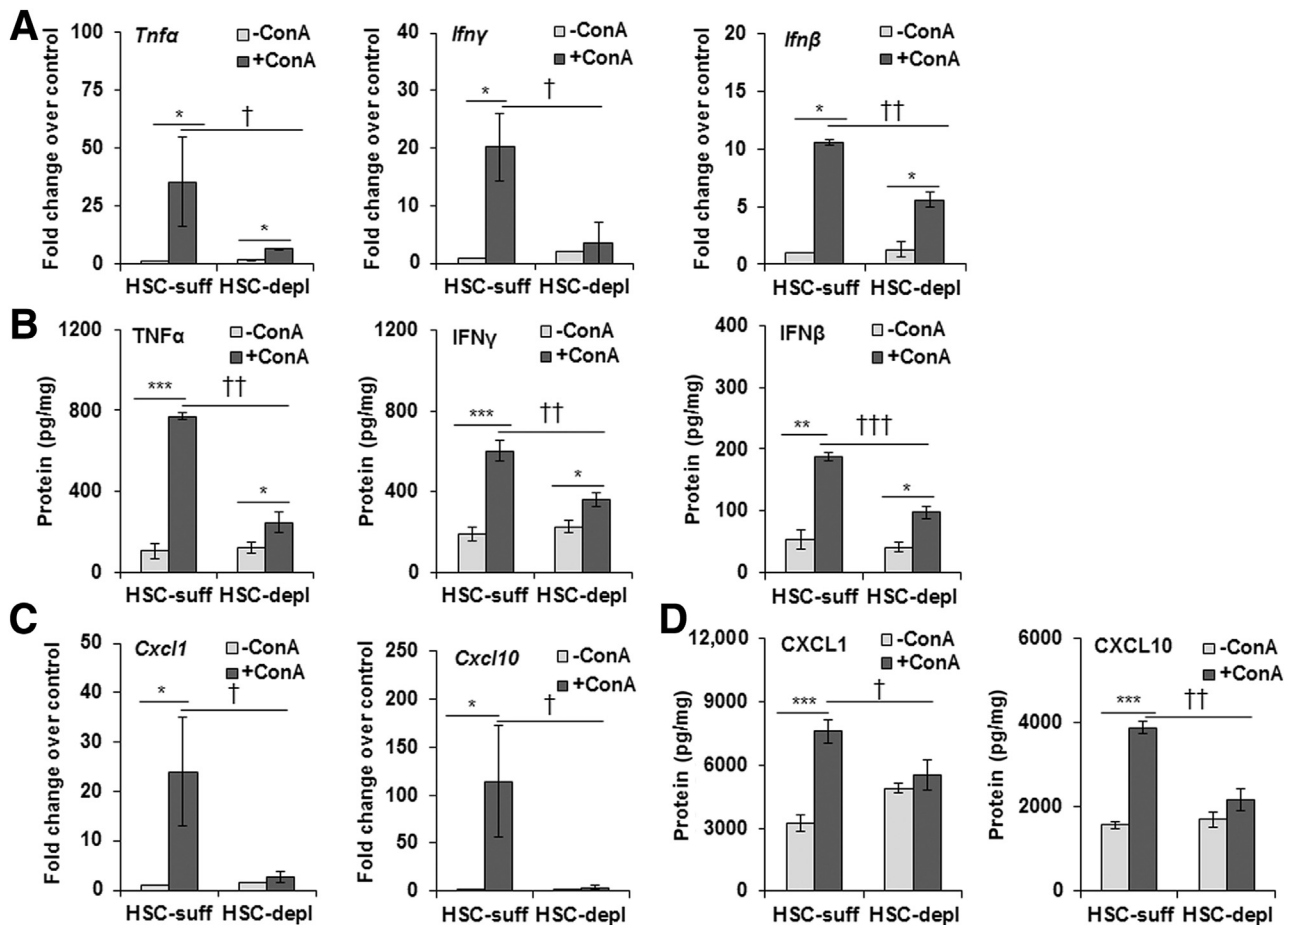 A
Fold change over control
100
75
50
25
0
Tnfα
-ConA
+ConA
*
†
*
HSC-suff HSC-depl
Fold change over control
40
30
20
10
0
Ifnγ
-ConA
+ConA
*
†
HSC-suff HSC-depl
Fold change over control
20
15
10
5
0
Ifnβ
-ConA
+ConA
*
††
*
HSC-suff HSC-depl
B
Protein (pg/mg)
1200
800
400
0
TNFα
-ConA
+ConA
***
††
*
HSC-suff HSC-depl
Protein (pg/mg)
1200
800
400
0
IFNγ
-ConA
+ConA
***
††
*
HSC-suff HSC-depl
Protein (pg/mg)
400
300
200
100
0
IFNβ
-ConA
+ConA
**
†††
*
HSC-suff HSC-depl
C
Fold change over control
50
40
30
20
10
0
Cxcl1
-ConA
+ConA
*
†
HSC-suff HSC-depl
Fold change over control
250
200
150
100
50
0
Cxcl10
-ConA
+ConA
*
†
HSC-suff HSC-depl
D
Protein (pg/mg)
12,000
9000
6000
3000
0
CXCL1
-ConA
+ConA
***
†
HSC-suff HSC-depl
Protein (pg/mg)
6000
4000
2000
0
CXCL10
-ConA
+ConA
***
††
HSC-suff HSC-depl